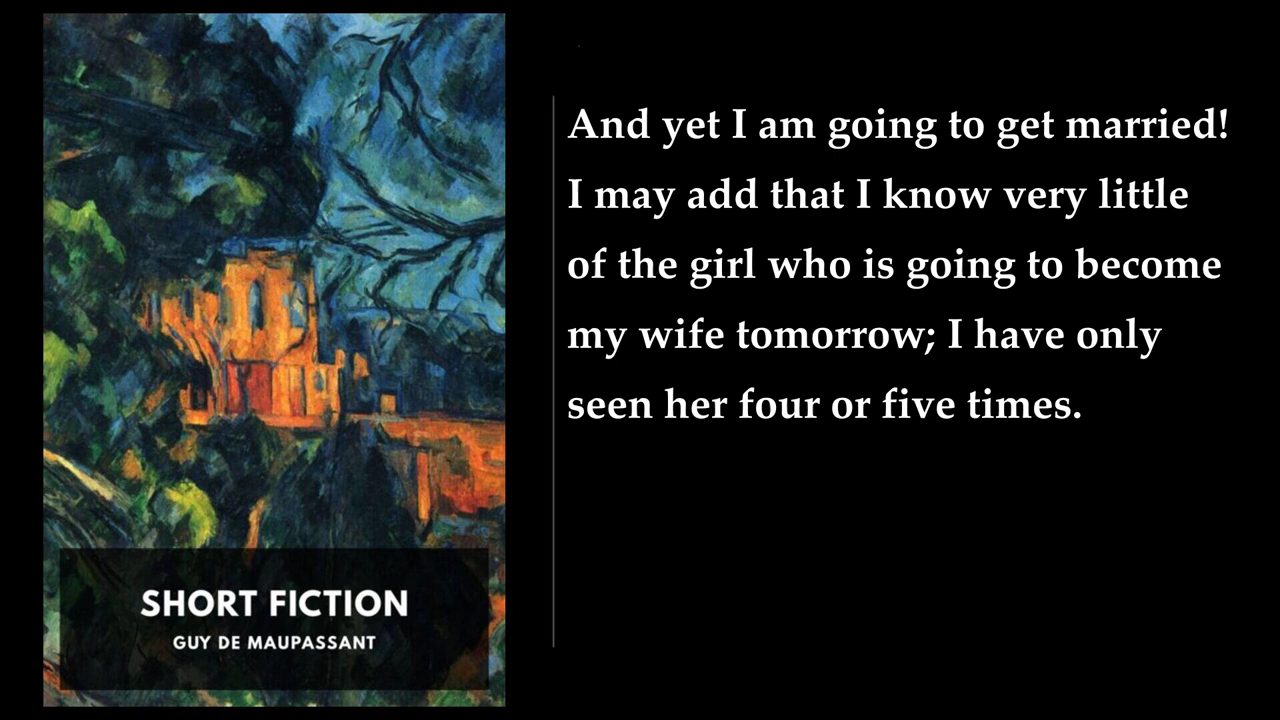 And yet I am going to get married!
I may add that I know very little
of the girl who is going to become
my wife tomorrow; I have only
seen her four or five times.
SHORT FICTION
GUY DE MAUPASSANT